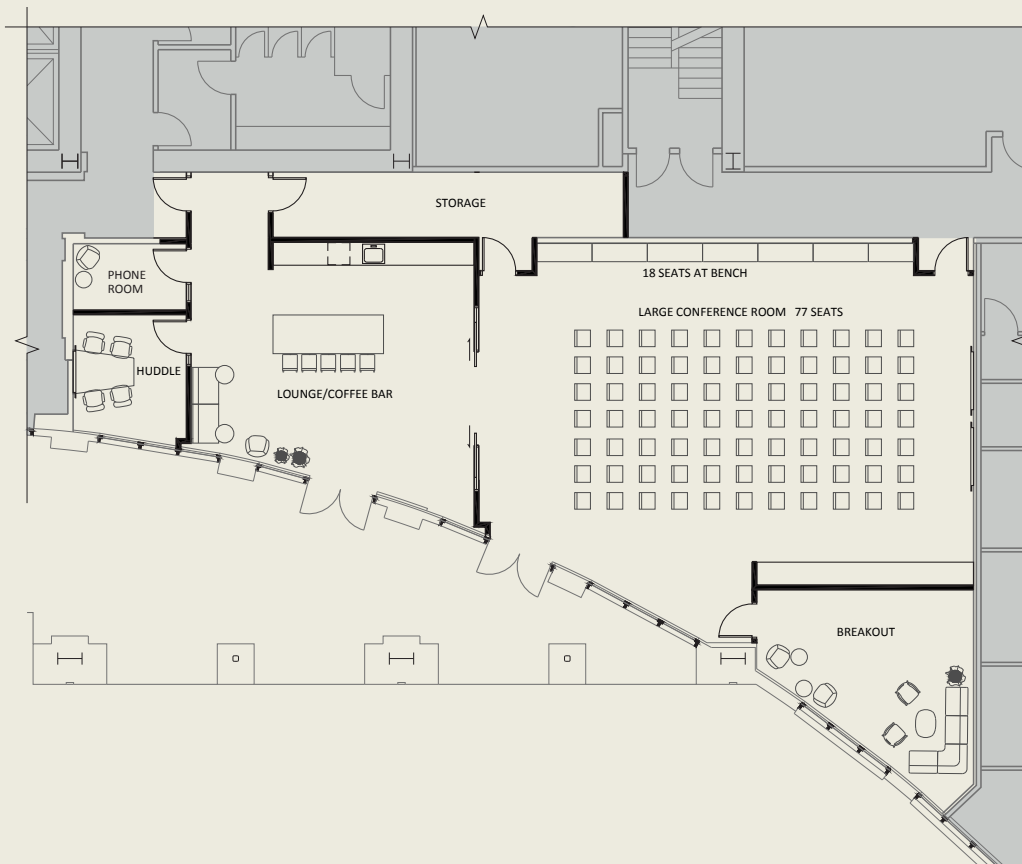 STORAGE
PHONE
ROOM
18 SEATS AT BENCH
LARGE CONFERENCE ROOM 77 SEATS
HUDDLE
LOUNGE/COFFEE BAR
BREAKOUT